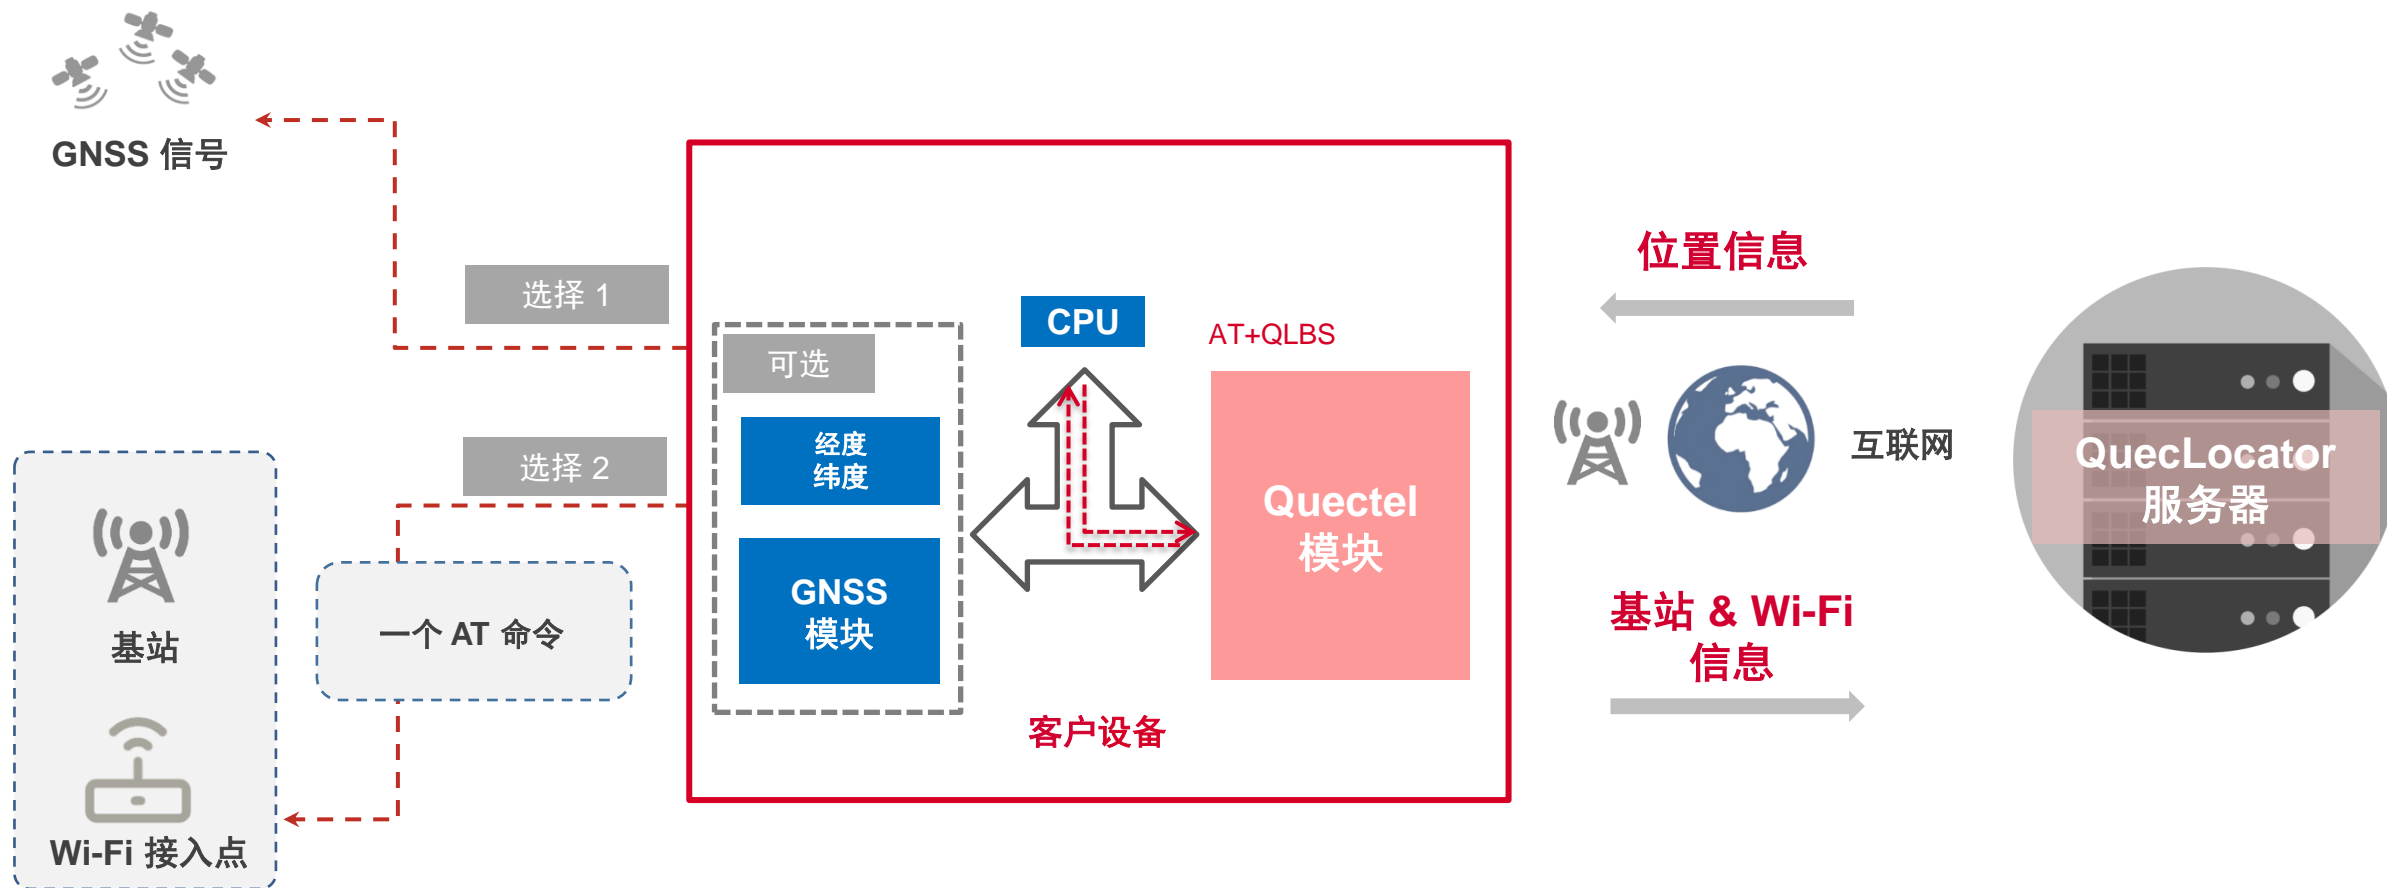 GNSS 信号
选择 1
选择 2
基站
Wi-Fi 接入点
一个 AT 命令
可选
经度
纬度
GNSS
模块
CPU
AT+QLBS
Quectel
模块
客户设备
位置信息
互联网
基站 & Wi-Fi
信息
QuecLocator
服务器